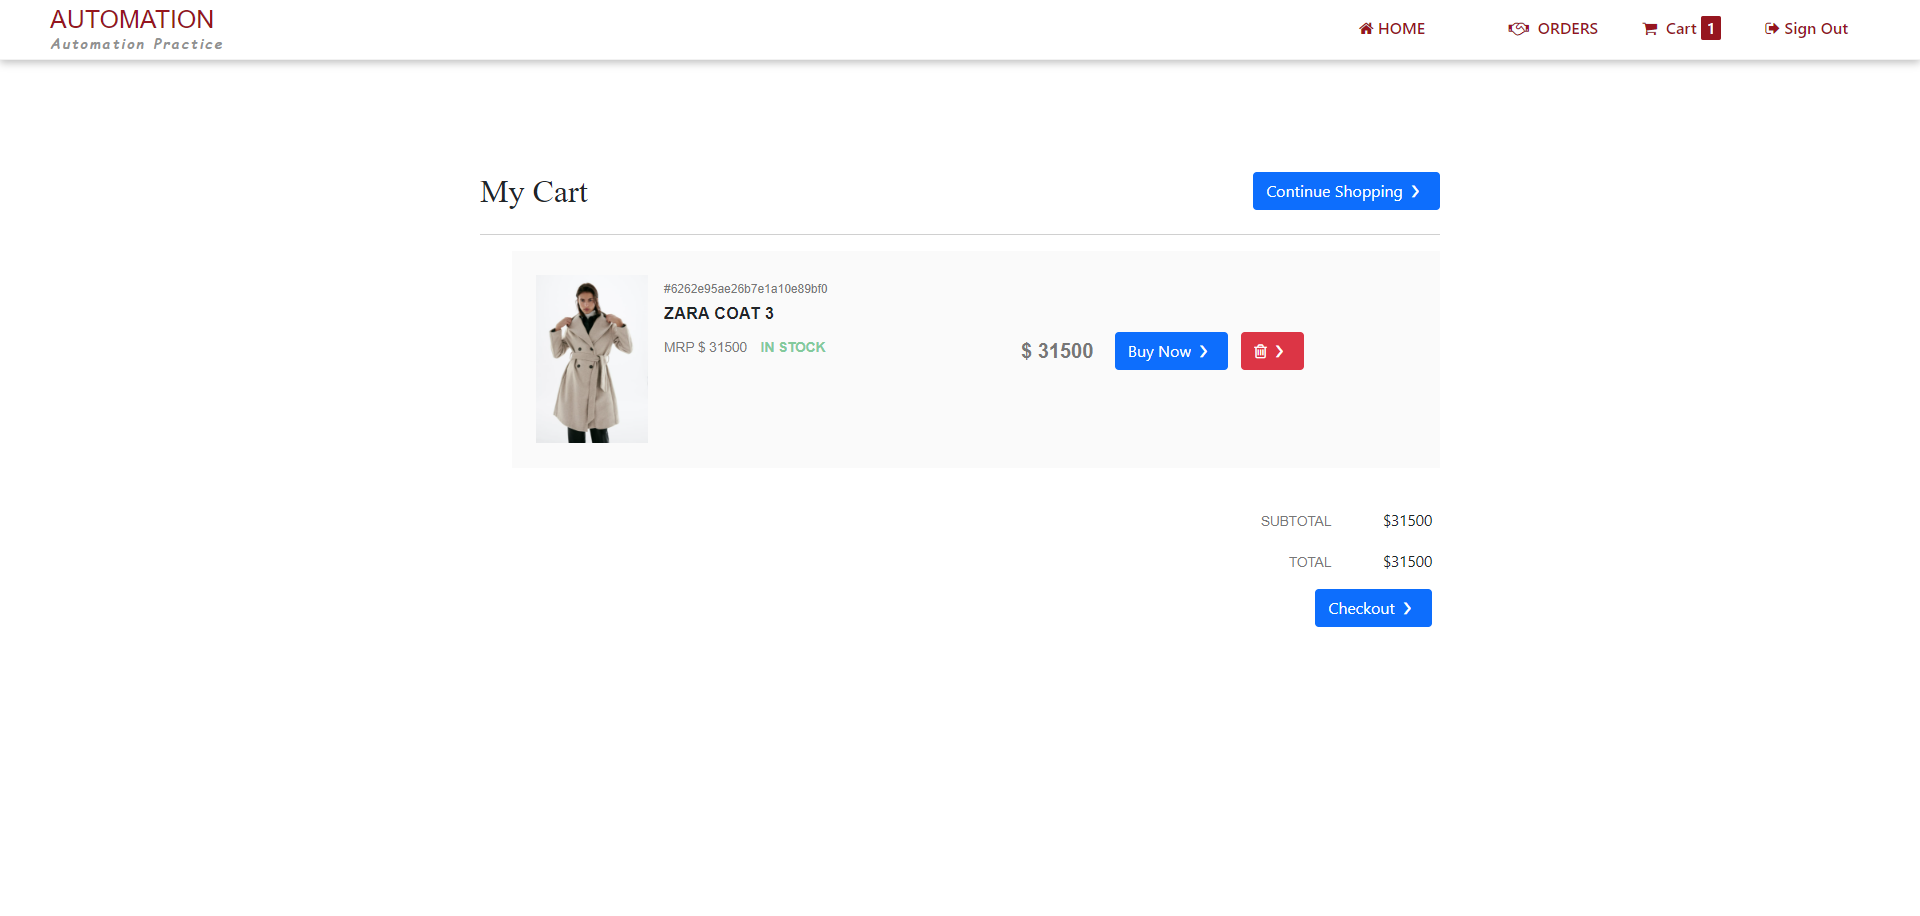 AUTOMATION
Automation Practice
HOME
ORDERS
Cart 1
Sign Out
My Cart
Continue Shopping
#6262e95ae26b7e1a10e89bf0
ZARA COAT 3
MRP $ 31500 IN STOCK
$ 31500
Buy Now
SUBTOTAL $31500
TOTAL $31500
Checkout